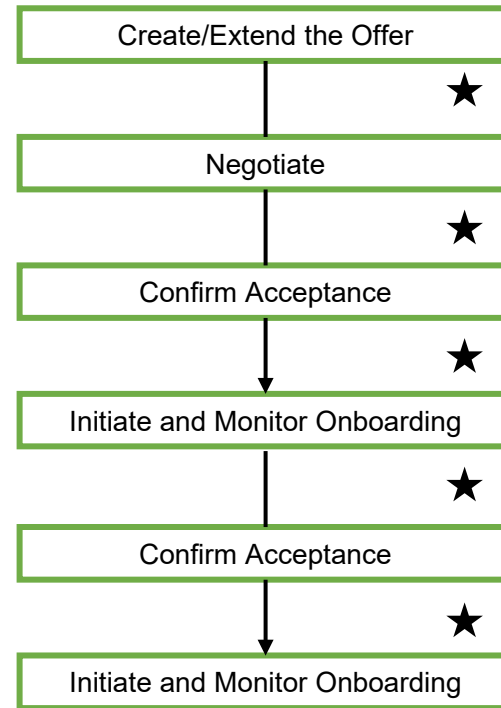 Create/Extend the Offer
Negotiate
Confirm Acceptance
Initiate and Monitor Onboarding
Confirm Acceptance
Initiate and Monitor Onboarding